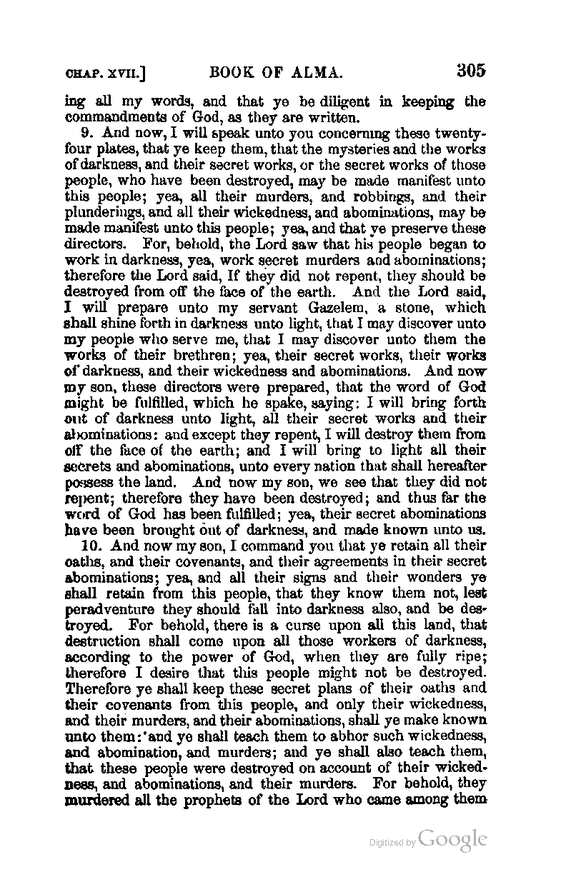 CHAP. XVII.] BOOK OF ALMA. 305
ing all my words, and that ye be diligent in keeping the
commandments of God, as they are written.
9. And now, I will speak unto you concerning these twenty-
four plates, that ye keep them, that the mysteries and the works
of darkness, and their secret works, or the secret works of those
people, who have been destroyed, may be made manifest unto
this people; yea, all their murders, and robbings, and their
plunderings, and all their wickedness, and abominations, may be
made manifest unto this people; yea, and that ye preserve these
directors. For, behold, the Lord saw that his people began to
work in darkness, yea, work secret murders and abominations;
therefore the Lord said, If they did not repent, they should be
destroyed from off the face of the earth. And the Lord said,
I will prepare unto my servant Gazelem, a stone, which
shall shine forth in darkness unto light, that I may discover unto
my people who serve me, that I may discover unto them the
works of their brethren; yea, their secret works, their works
of darkness, and their wickedness and abominations. And now
my son, these directors were prepared, that the word of God
might be fulfilled, which he spake, saying: I will bring forth
out of darkness unto light, all their secret works and their
abominations: and except they repent, I will destroy them from
off the face of the earth; and I will bring to light all their
secrets and abominations, unto every nation that shall hereafter
possess the land. And now my son, we see that they did not
repent; therefore they have been destroyed; and thus far the
word of God has been fulfilled; yea, their secret abominations
have been brought out of darkness, and made known unto us.
10. And now my son, I command you that ye retain all their
oaths, and their covenants, and their agreements in their secret
abominations; yea, and all their signs and their wonders ye
shall retain from this people, that they know them not, lest
peradventure they should fall into darkness also, and be des-
troyed. For behold, there is a curse upon all this land, that
destruction shall come upon all those workers of darkness,
according to the power of God, when they are fully ripe;
therefore I desire that this people might not be destroyed.
Therefore ye shall keep these secret plans of their oaths and
their covenants from this people, and only their wickedness,
and their murders, and their abominations, shall ye make known
unto them: and ye shall teach them to abhor such wickedness,
and abomination, and murders; and ye shall also teach them,
that these people were destroyed on account of their wicked-
ness, and abominations, and their murders. For behold, they
murdered all the prophets of the Lord who came among them
Digitized by Google